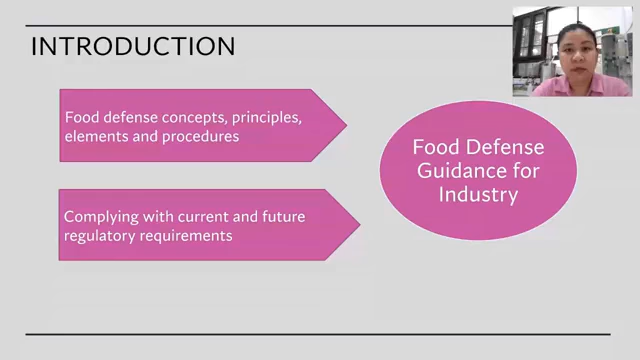 INTRODUCTION
Food defense concepts, principles,
elements and procedures
Complying with current and future
regulatory requirements
Food Defense
Guidance for
Industry